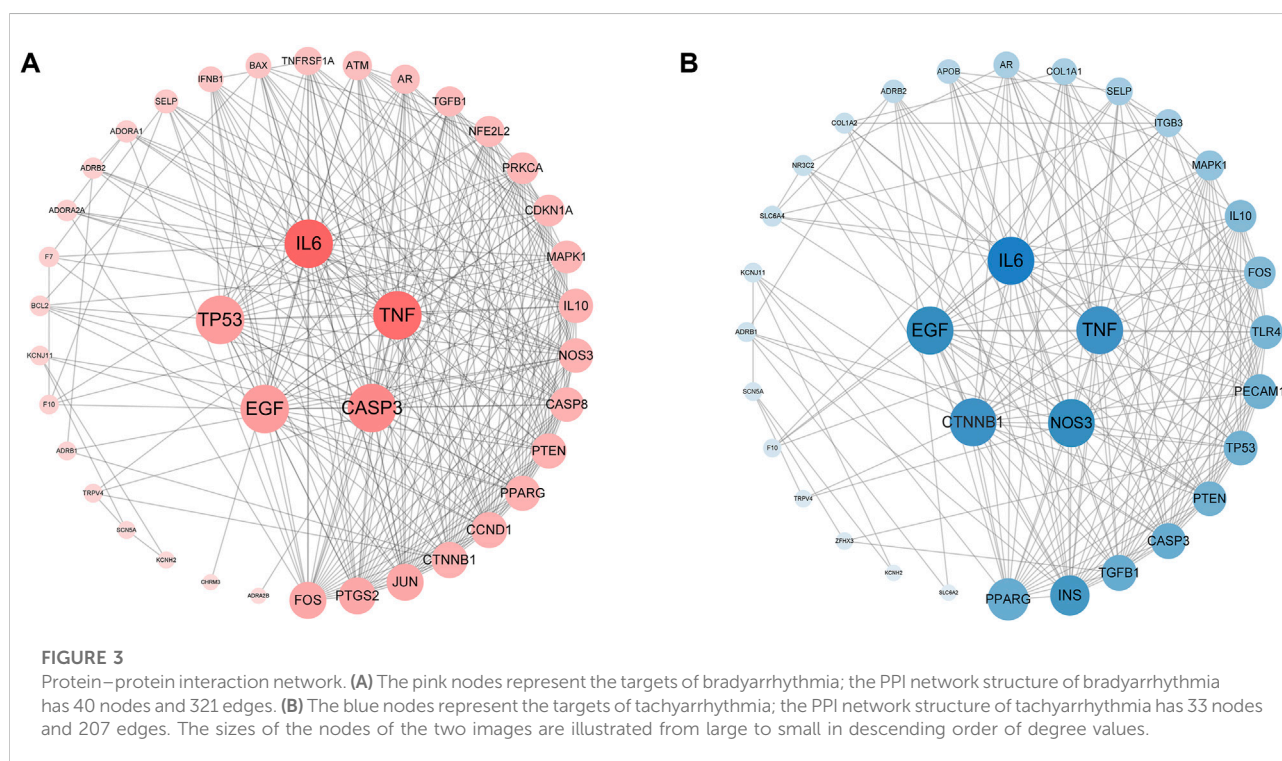 A
B
TNFRSF1A
ATM
BAX
AR
IFNB1
TGFB1
SELP
NFE2L2
ADORA1
PRKCA
ADRB2
CDKN1A
ADORA2A
MAPK1
F7
IL10
BCL2
NOS3
KCNJ11
CASP8
F10
PTEN
ADRB1
PPARG
TRPV4
CCND1
SCN5A
CTNNB1
KCNH2
JUN
CHRM3
PTGS2
ADRA2B
FOS
IL6
TNF
TP53
EGF
CASP3
AR
COL1A1
APOB
SELP
ADRB2
ITGB3
COL1A2
MAPK1
NR3C2
IL10
SLC6A4
FOS
KCNJ11
TLR4
ADRB1
PECAM1
SCN5A
TP53
F10
PTEN
TRPV4
CASP3
ZFHX3
TGFB1
KCNH2
INS
SLC6A2
PPARG
IL6
EGF
TNF
CTNNB1
NOS3
FIGURE 3
Protein–protein interaction network. (A) The pink nodes represent the targets of bradyarrhythmia; the PPI network structure of bradyarrhythmia
has 40 nodes and 321 edges. (B) The blue nodes represent the targets of tachyarrhythmia; the PPI network structure of tachyarrhythmia has 33 nodes
and 207 edges. The sizes of the nodes of the two images are illustrated from large to small in descending order of degree values.